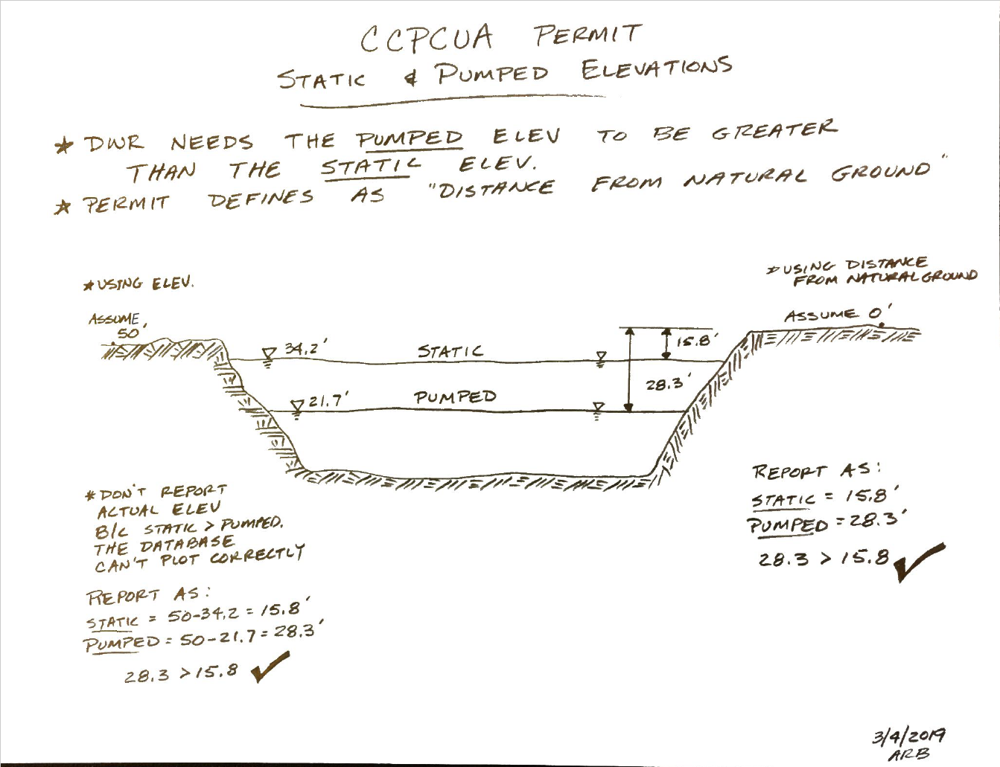 CCPCUA PERMIT
STATIC & PUMPED ELEVATIONS
* DWR NEEDS THE PUMPED ELEV TO BE GREATER
THAN THE STATIC ELEV.
* PERMIT DEFINES AS "DISTANCE FROM NATURAL GROUND"
* USING ELEV.
* USING DISTANCE
FROM NATURAL GROUND
ASSUME
50'
ASSUME 0'
34.2'
STATIC
15.8'
28.3'
21.7'
PUMPED
* DON'T REPORT
ACTUAL ELEV
B/C STATIC > PUMPED.
THE DATABASE
CAN'T PLOT CORRECTLY
REPORT AS:
STATIC = 50-34.2 = 15.8'
PUMPED = 50-21.7 = 28.3'
28.3 > 15.8 ✓
REPORT AS:
STATIC = 15.8'
PUMPED = 28.3'
28.3 > 15.8 ✓
3/4/2019
ARB